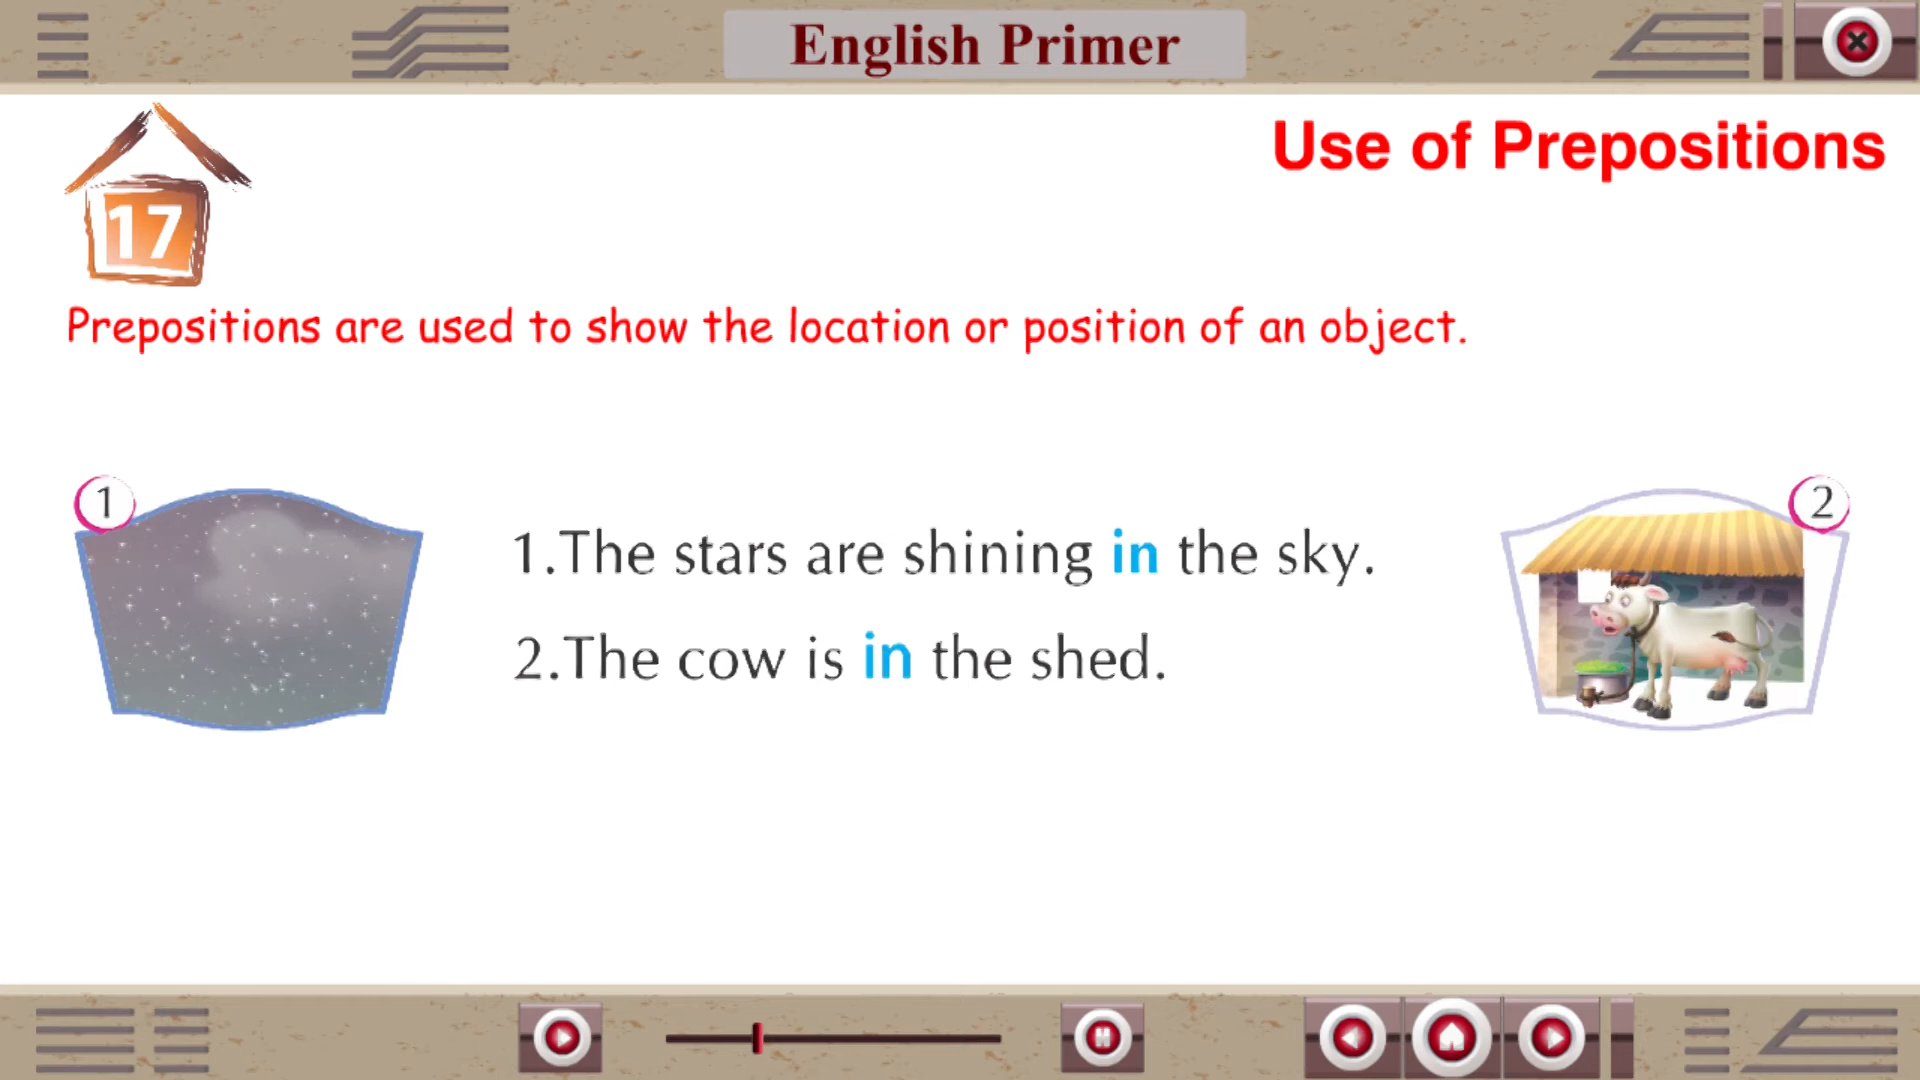 English Primer
17
Use of Prepositions
Prepositions are used to show the location or position of an object.
1
2
1.The stars are shining in the sky.
2.The cow is in the shed.